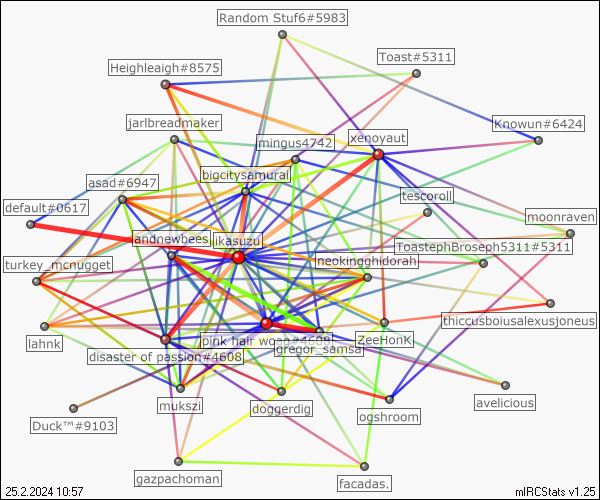 Random Stuf6#5983
Toast#5311
Heighleaigh#8575
jarlbreadmaker
Knowun#6424
mingus4742
xenoyaut
bigcitysamurai
asad#6947
tescoroll
default#0617
moonraven
landnewbees
ikasuzu
ToastephBroseph5311#5311
turkey_mcnugget
neokingghidorah
thiccusboiusalexusjoneus
lahnk
pink hair woao#4608
ZeeHonK
gregor_samsa
disaster of passion#4608
mukszi
doggerdig
avelicious
ogshroom
Duck™#9103
gazpachoman
facadas.
25.2.2024 10:57
mIRCStats v1.25